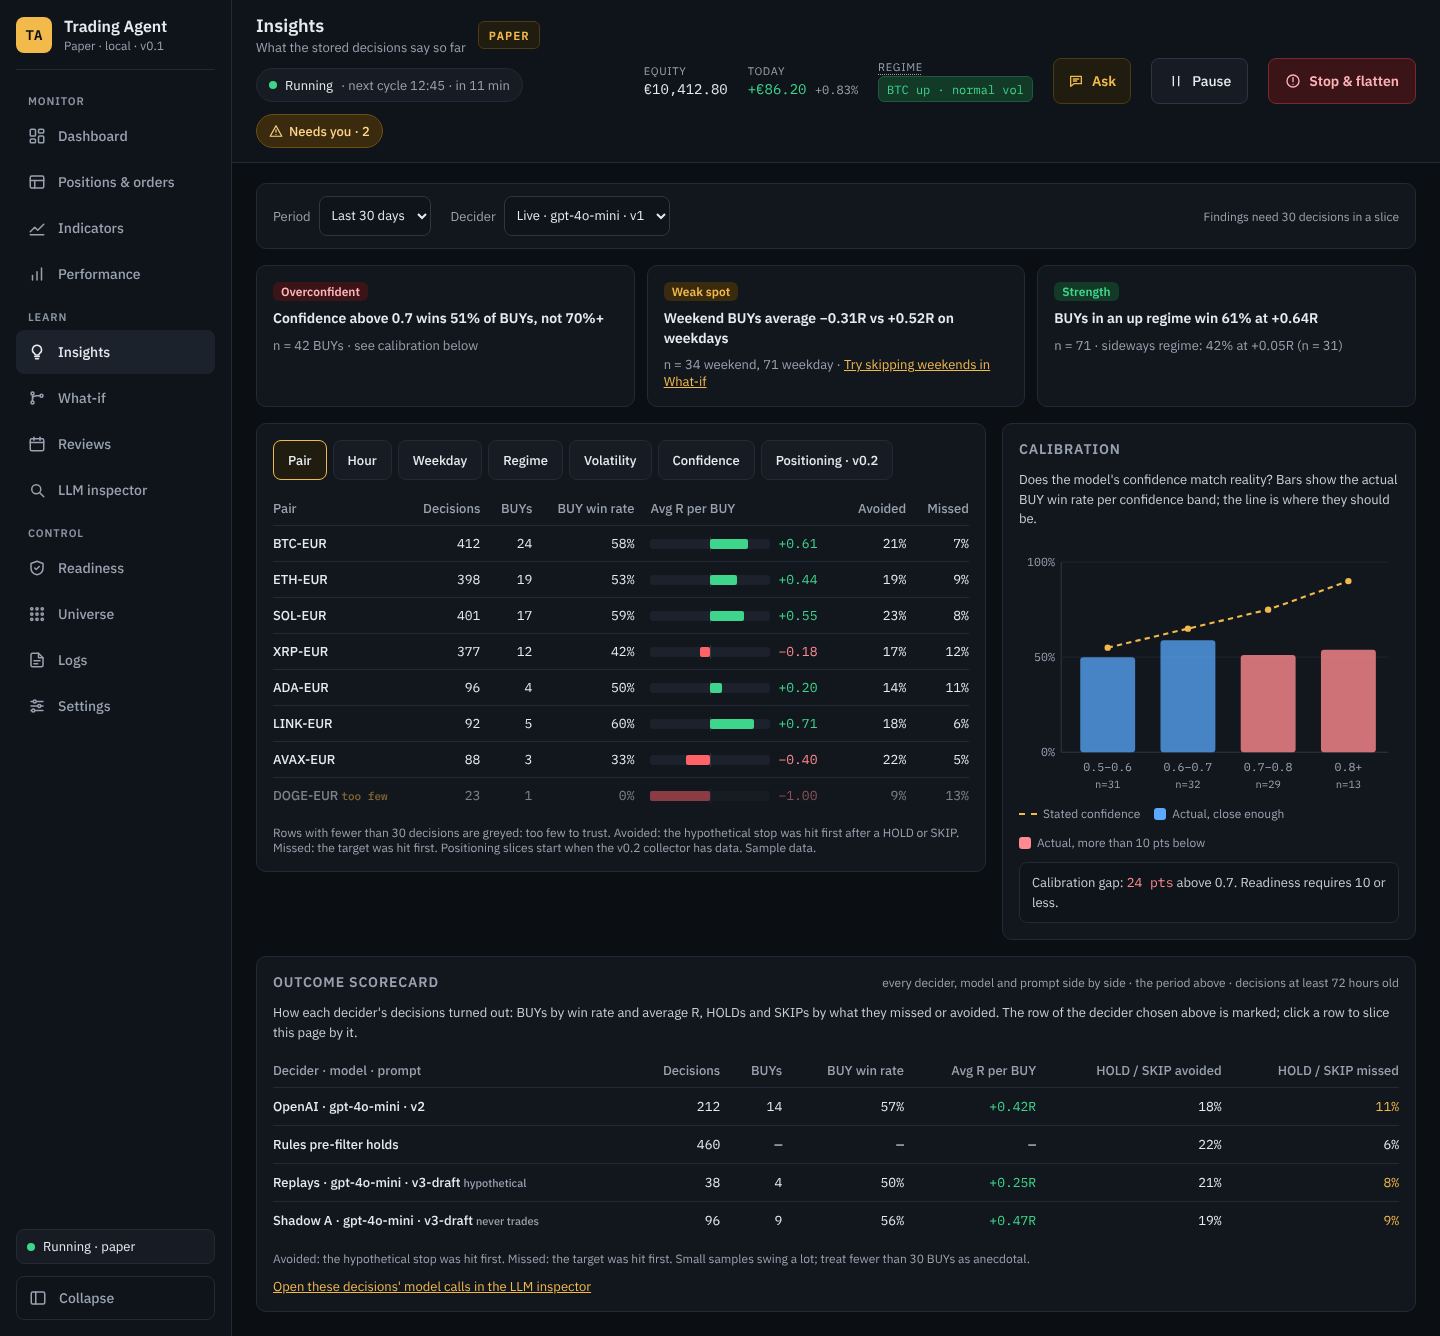 TA
Trading Agent
Paper · local · v0.1
MONITOR
Dashboard
Positions & orders
Indicators
Performance
LEARN
Insights
What-if
Reviews
LLM inspector
CONTROL
Readiness
Universe
Logs
Settings
Running · paper
Collapse
Insights
What the stored decisions say so far
PAPER
Running · next cycle 12:45 · in 11 min
Needs you · 2
EQUITY
€10,412.80
TODAY
+€86.20 +0.83%
REGIME
BTC up · normal vol
Ask
Pause
Stop & flatten
Period Last 30 days Decider Live · gpt-4o-mini · v1 Findings need 30 decisions in a slice
Overconfident
Confidence above 0.7 wins 51% of BUYs, not 70%+
n = 42 BUYs · see calibration below
Weak spot
Weekend BUYs average −0.31R vs +0.52R on
weekdays
n = 34 weekend, 71 weekday · Try skipping weekends in
What-if
Strength
BUYs in an up regime win 61% at +0.64R
n = 71 · sideways regime: 42% at +0.05R (n = 31)
Pair Hour Weekday Regime Volatility Confidence Positioning · v0.2
Pair Decisions BUYs BUY win rate Avg R per BUY Avoided Missed
BTC-EUR 412 24 58% +0.61 21% 7%
ETH-EUR 398 19 53% +0.44 19% 9%
SOL-EUR 401 17 59% +0.55 23% 8%
XRP-EUR 377 12 42% −0.18 17% 12%
ADA-EUR 96 4 50% +0.20 14% 11%
LINK-EUR 92 5 60% +0.71 18% 6%
AVAX-EUR 88 3 33% −0.40 22% 5%
DOGE-EUR too few 23 1 0% −1.00 9% 13%
Rows with fewer than 30 decisions are greyed: too few to trust. Avoided: the hypothetical stop was hit first after a HOLD or SKIP.
Missed: the target was hit first. Positioning slices start when the v0.2 collector has data. Sample data.
CALIBRATION
Does the model's confidence match reality? Bars show the actual
BUY win rate per confidence band; the line is where they should
be.
100%
50%
0%
0.5–0.6 0.6–0.7 0.7–0.8 0.8+
n=31 n=32 n=29 n=13
Stated confidence Actual, close enough
Actual, more than 10 pts below
Calibration gap: 24 pts above 0.7. Readiness requires 10 or
less.
OUTCOME SCORECARD
every decider, model and prompt side by side · the period above · decisions at least 72 hours old
How each decider's decisions turned out: BUYs by win rate and average R, HOLDs and SKIPs by what they missed or avoided. The row of the decider chosen above is marked; click a row to slice
this page by it.
Decider · model · prompt Decisions BUYs BUY win rate Avg R per BUY HOLD / SKIP avoided HOLD / SKIP missed
OpenAI · gpt-4o-mini · v2 212 14 57% +0.42R 18% 11%
Rules pre-filter holds 460 — — — 22% 6%
Replays · gpt-4o-mini · v3-draft hypothetical 38 4 50% +0.25R 21% 8%
Shadow A · gpt-4o-mini · v3-draft never trades 96 9 56% +0.47R 19% 9%
Avoided: the hypothetical stop was hit first. Missed: the target was hit first. Small samples swing a lot; treat fewer than 30 BUYs as anecdotal.
Open these decisions' model calls in the LLM inspector